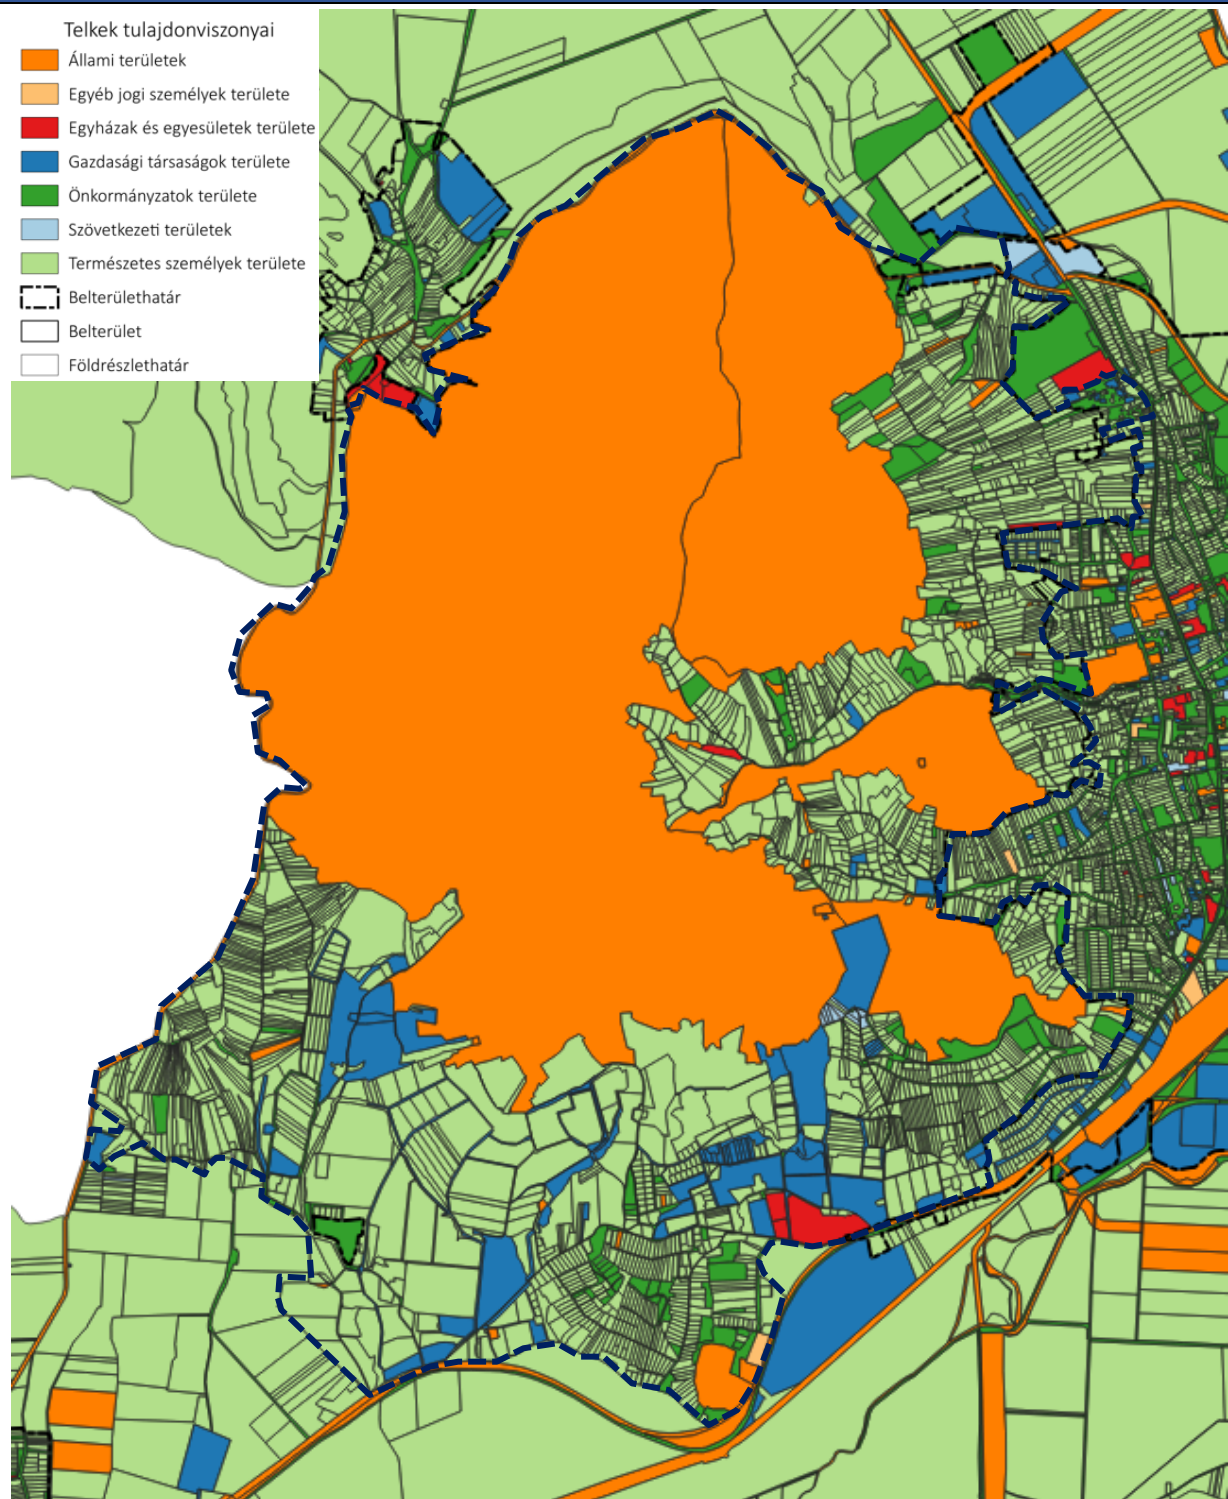 Telkek tulajdonviszonyai
Állami területek
Egyéb jogi személyek területe
Egyházak és egyesületek területe
Gazdasági társaságok területe
Önkormányzatok területe
Szövetkezeti területek
Természetes személyek területe
Belterülethatár
Belterület
Földrészlethatár